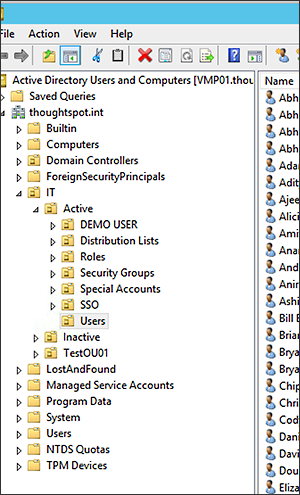 File Action View Help
Active Directory Users and Computers [VMP01.thou
Saved Queries
thoughtspot.int
Builtin
Computers
Domain Controllers
ForeignSecurityPrincipals
IT
Active
DEMO USER
Distribution Lists
Roles
Security Groups
Special Accounts
SSO
Users
Inactive
TestOU01
LostAndFound
Managed Service Accounts
Program Data
System
Users
NTDS Quotas
TPM Devices
Name
Abh
Abh
Abh
Abh
Adar
Adit
Ajee
Alici
Ami
Anar
And
Anir
Ashi
Bill B
Brian
Brya
Brya
Chip
Chri
Cod
Dani
Davi
Dou
Eliza